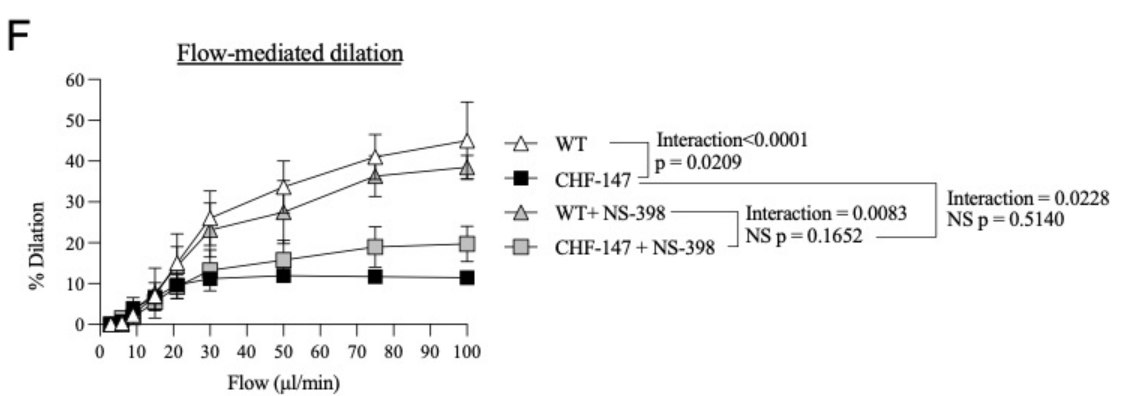 F
Flow-mediated dilation
% Dilation
60
50
40
30
20
10
0
0 10 20 30 40 50 60 70 80 90 100
Flow (µl/min)
WT
CHF-147
WT+ NS-398
CHF-147 + NS-398
Interaction<0.0001
p = 0.0209
Interaction = 0.0083
NS p = 0.1652
Interaction = 0.0228
NS p = 0.5140